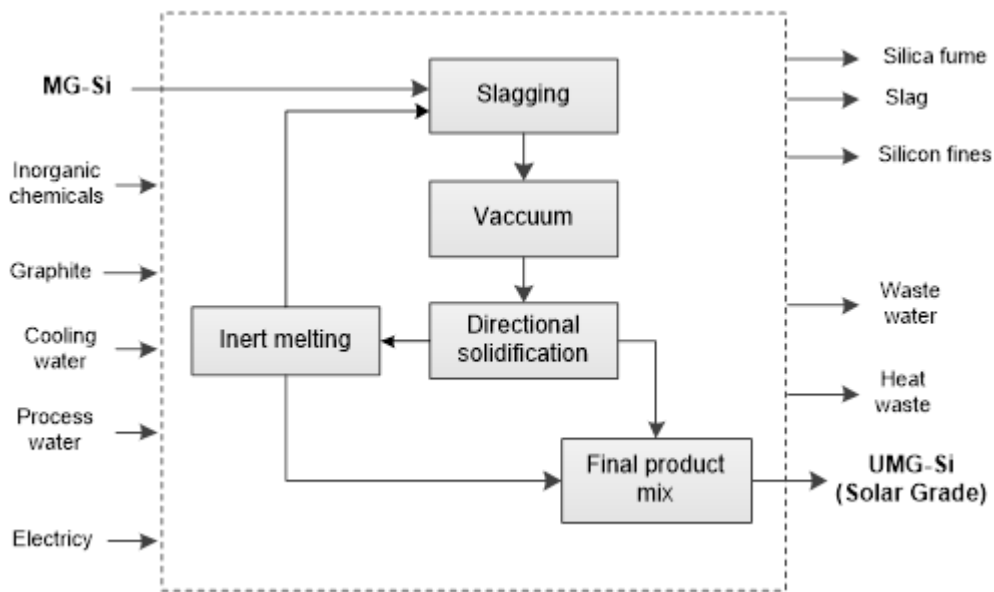 MG-Si
Inorganic
chemicals
Graphite
Cooling
water
Process
water
Electricy
Slagging
Vaccuum
Directional
solidification
Inert melting
Final product
mix
Silica fume
Slag
Silicon fines
Waste
water
Heat
waste
UMG-Si
(Solar Grade)